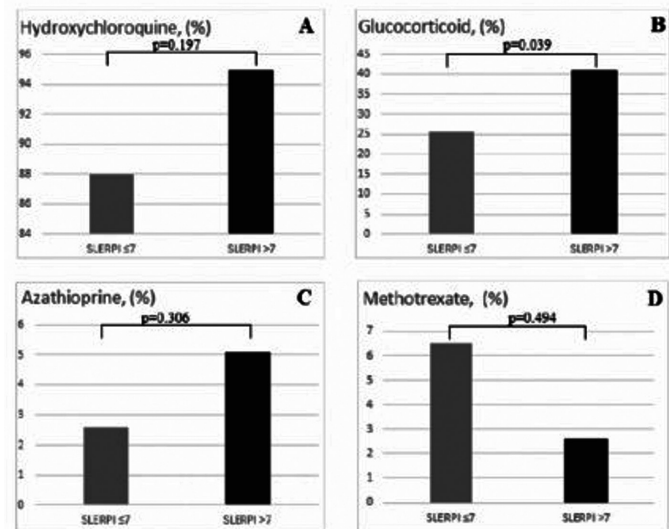 Hydroxychloroquine, (%) A
p=0.197
96
94
92
90
88
86
84
SLERPI ≤7 SLERPI >7
Glucocorticoid, (%) B
p=0.039
45
40
35
30
25
20
15
10
5
0
SLERPI ≤7 SLERPI >7
Azathioprine, (%) C
p=0.306
6
5
4
3
2
1
0
SLERPI ≤7 SLERPI >7
Methotrexate, (%) D
p=0.494
7
6
5
4
3
2
1
0
SLERPI ≤7 SLERPI >7